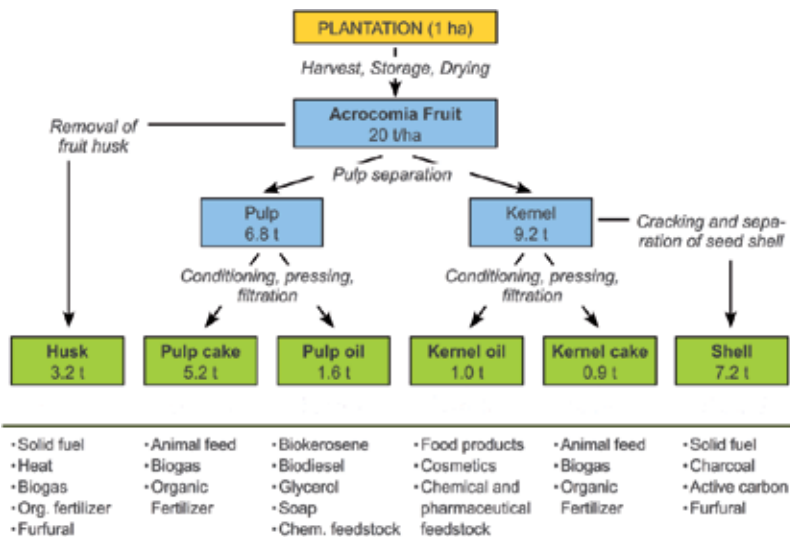 PLANTATION (1 ha)
Harvest, Storage, Drying
Acrocomia Fruit
20 t/ha
Removal of
fruit husk
Pulp separation
Pulp
6.8 t
Kernel
9.2 t
Cracking and sepa-
ration of seed shell
Conditioning, pressing,
filtration
Conditioning, pressing,
filtration
Husk
3.2 t
Pulp cake
5.2 t
Pulp oil
1.6 t
Kernel oil
1.0 t
Kernel cake
0.9 t
Shell
7.2 t
• Solid fuel
• Heat
• Biogas
• Org. fertilizer
• Furfural
• Animal feed
• Biogas
• Organic
Fertilizer
• Biokerosene
• Biodiesel
• Glycerol
• Soap
• Chem. feedstock
• Food products
• Cosmetics
• Chemical and
pharmaceutical
feedstock
• Animal feed
• Biogas
• Organic
Fertilizer
• Solid fuel
• Charcoal
• Active carbon
• Furfural